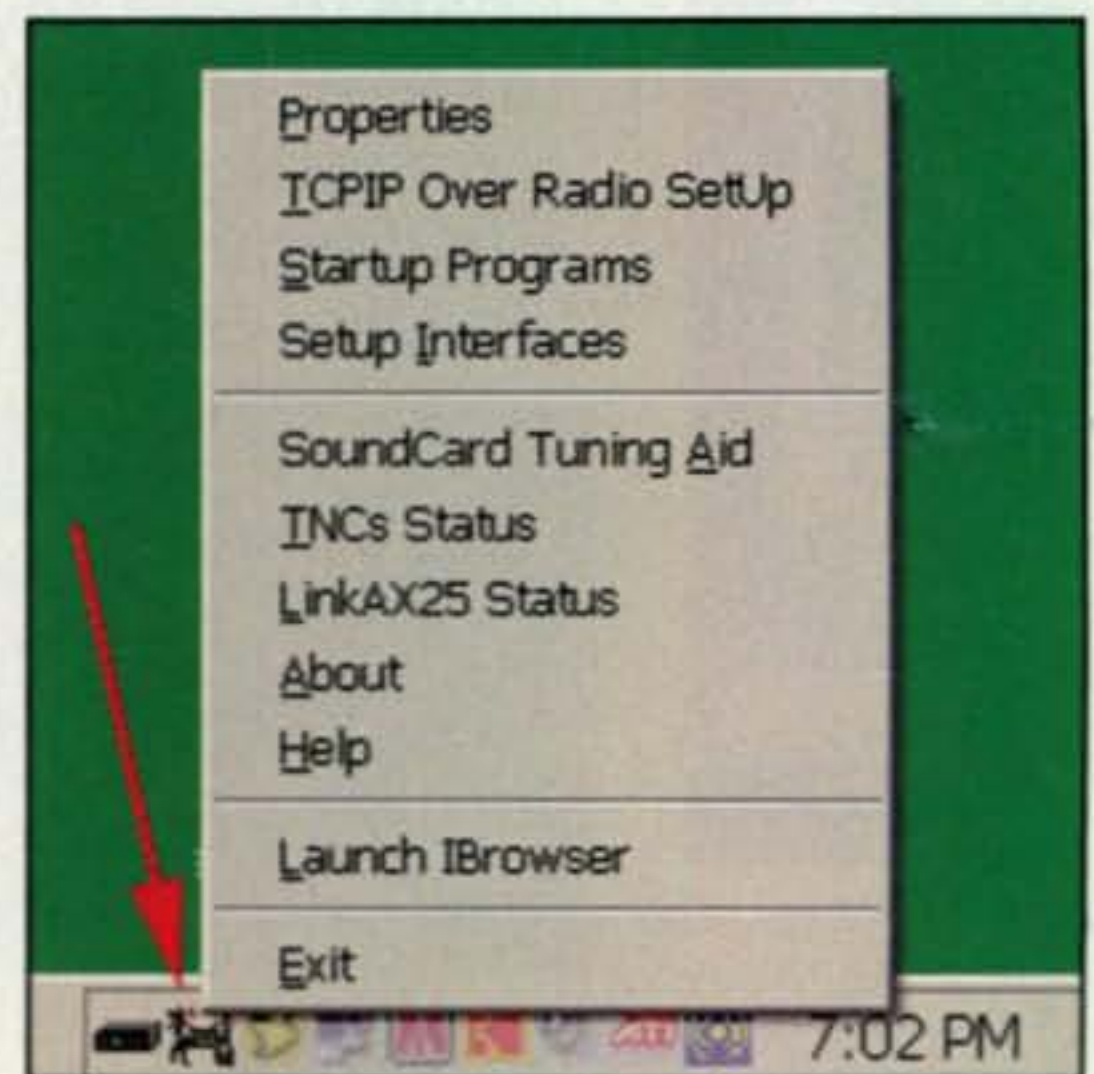 Properties
TCPIP Over Radio SetUp
Startup Programs
Setup Interfaces
SoundCard Tuning Aid
TNCs Status
LinkAX25 Status
About
Help
Launch IBrowser
Exit
7:02 PM